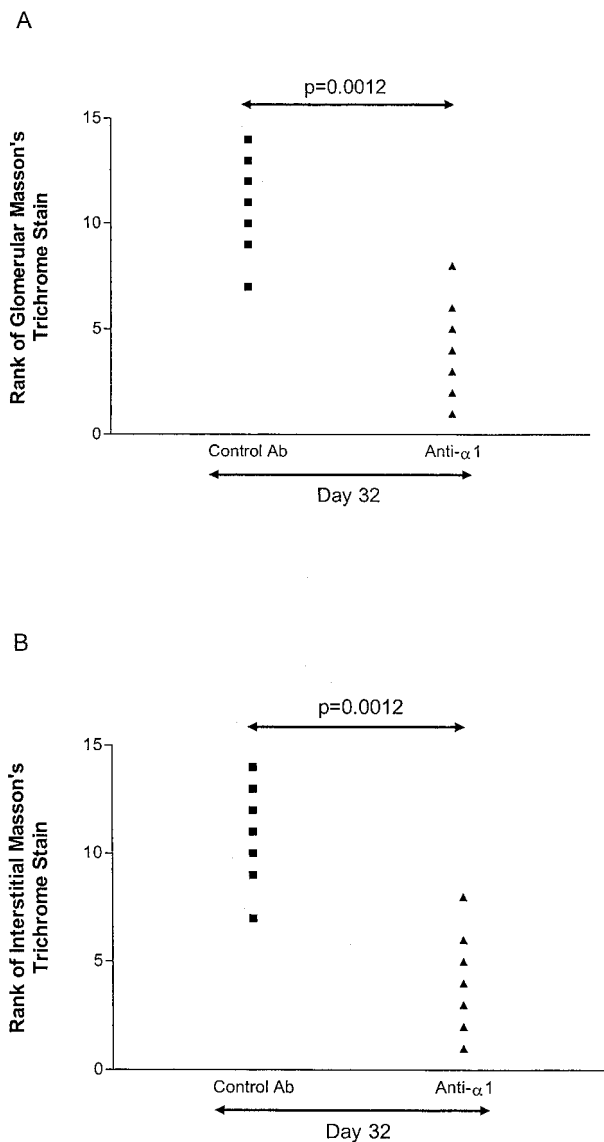 A
p=0.0012
15
10
5
0
Rank of Glomerular Masson's
Trichrome Stain
Control Ab
Anti-α1
Day 32
B
p=0.0012
15
10
5
0
Rank of Interstitial Masson's
Trichrome Stain
Control Ab
Anti-α1
Day 32